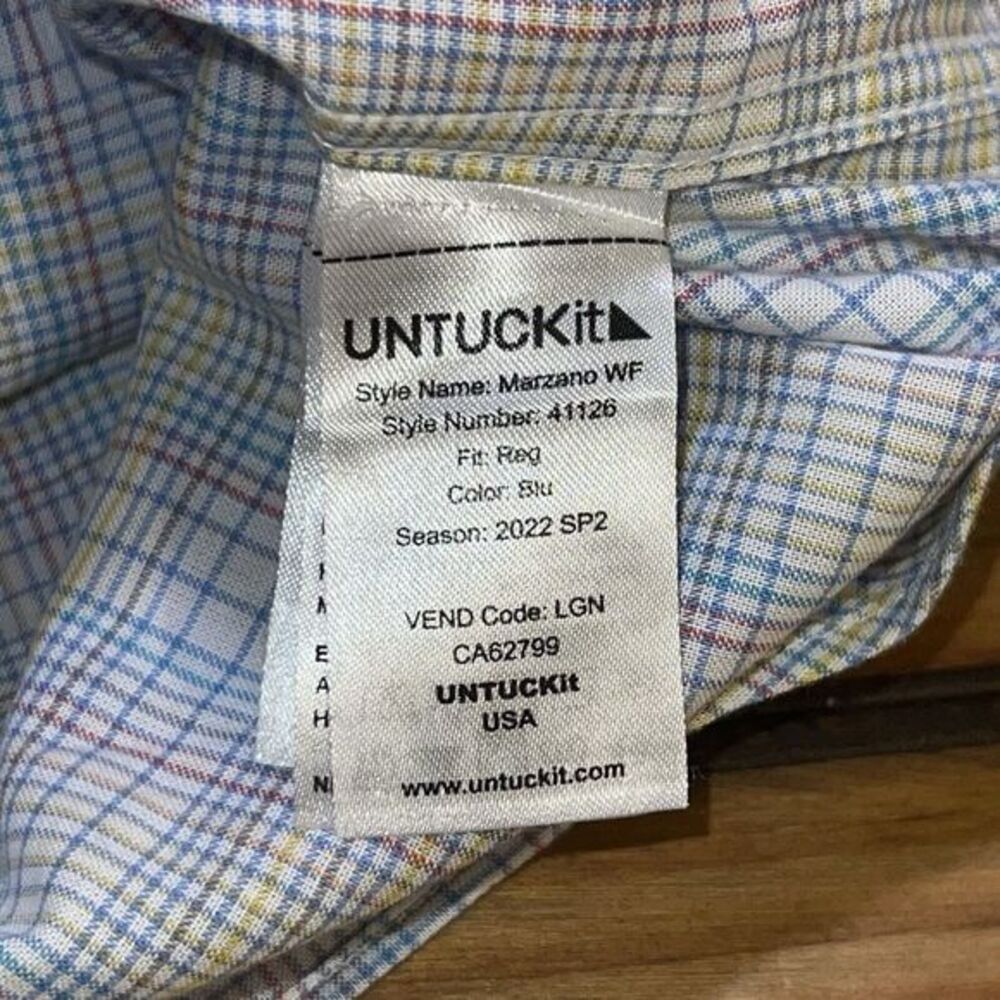 UNTUCKit
Style Name: Marzano WF
Style Number: 41126
Fit: Reg
Color: Blu
Season: 2022 SP2
VEND Code: LGN
CA62799
UNTUCKit
USA
www.untuckit.com